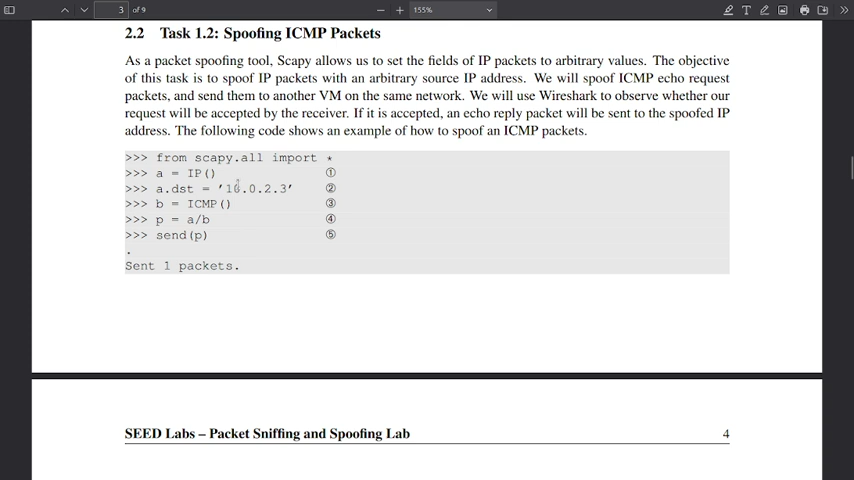 3 of 9
155%
2.2 Task 1.2: Spoofing ICMP Packets
As a packet spoofing tool, Scapy allows us to set the fields of IP packets to arbitrary values. The objective
of this task is to spoof IP packets with an arbitrary source IP address. We will spoof ICMP echo request
packets, and send them to another VM on the same network. We will use Wireshark to observe whether our
request will be accepted by the receiver. If it is accepted, an echo reply packet will be sent to the spoofed IP
address. The following code shows an example of how to spoof an ICMP packets.
>>> from scapy.all import *
>>> a = IP() ①
>>> a.dst = '10.0.2.3' ②
>>> b = ICMP() ③
>>> p = a/b ④
>>> send(p) ⑤
.
Sent 1 packets.
SEED Labs – Packet Sniffing and Spoofing Lab 4